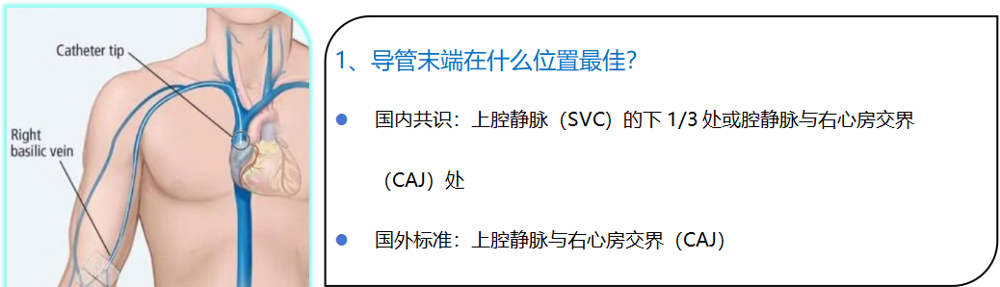 Catheter tip
Right
basilic vein
1、导管末端在什么位置最佳？
国内共识：上腔静脉（SVC）的下 1/3 处或腔静脉与右心房交界
（CAJ）处
国外标准：上腔静脉与右心房交界（CAJ）